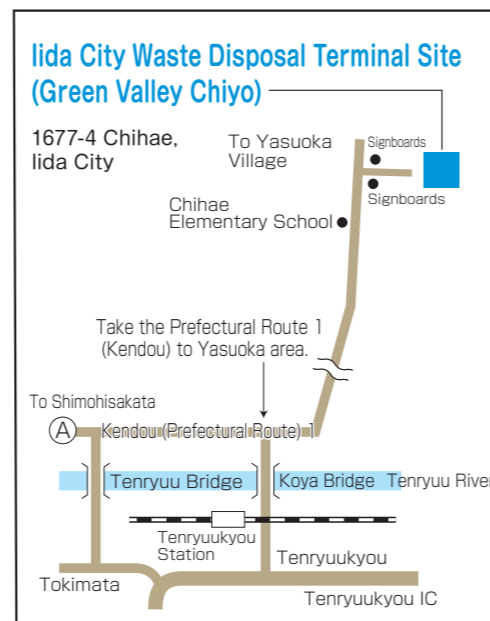 Iida City Waste Disposal Terminal Site
(Green Valley Chiyo)
1677-4 Chihae,
Iida City
To Yasuoka
Village
Signboards
Signboards
Chihae
Elementary School
Take the Prefectural Route 1
(Kendou) to Yasuoka area.
To Shimohisakata
A
Kendou (Prefectural Route) 1
Tenryuu Bridge
Koya Bridge
Tenryuu River
Tenryuukyou
Station
Tenryuukyou
Tokimata
Tenryuukyou IC